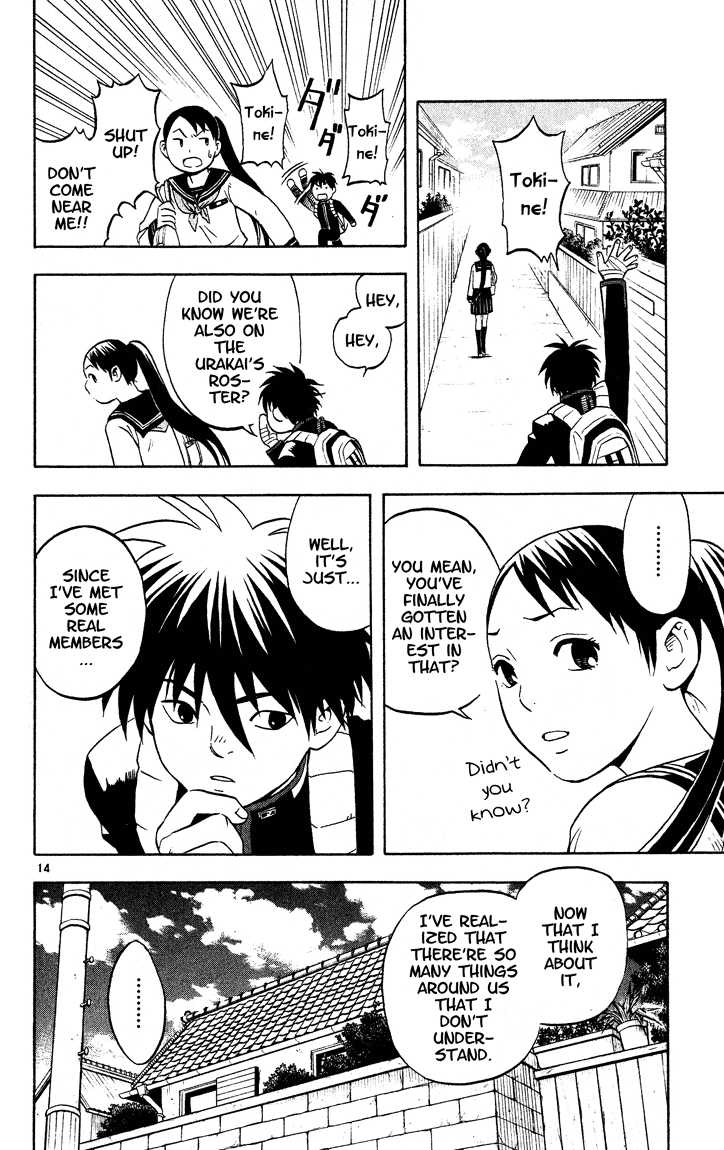 Toki-
ne!
Toki-
ne!
ダダダ
Toki-
ne!
SHUT
UP!
DON'T
COME
NEAR
ME!!
HEY,
HEY,
DID YOU
KNOW WE'RE
ALSO ON
THE
URAKAI'S
ROS-
TER?
.........
YOU MEAN,
YOU'VE
FINALLY
GOTTEN
AN INTER-
EST IN
THAT?
Didn't
you
know?
WELL,
IT'S
JUST...
SINCE
I'VE MET
SOME
REAL
MEMBERS
...
14
NOW
THAT I
THINK
ABOUT
IT,
I'VE REAL-
IZED THAT
THERE'RE SO
MANY THINGS
AROUND US
THAT I
DON'T
UNDER-
STAND.
.........